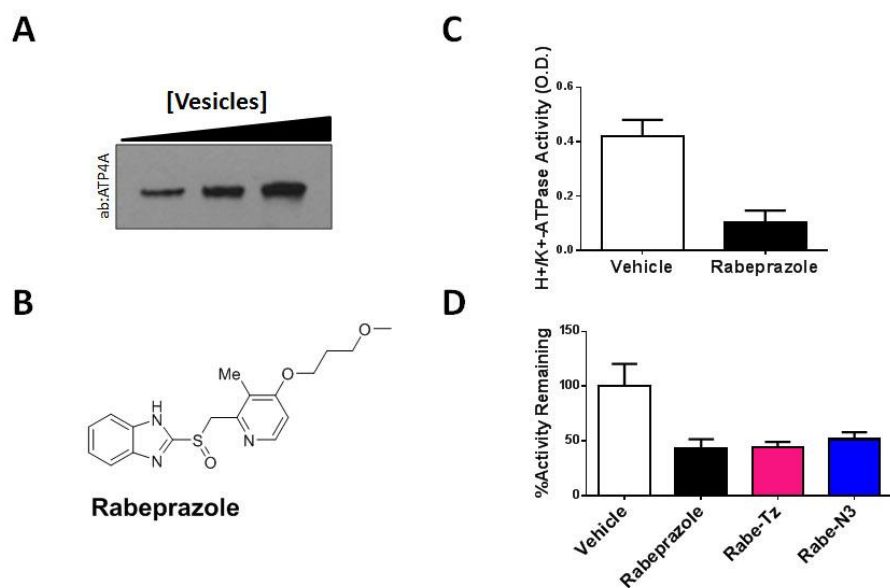 A
[Vesicles]
ab:ATP4A
B
N
H
N
S
O
Me
N
O
O
Rabeprazole
C
H+/K+-ATPase Activity (O.D.)
0.6
0.4
0.2
0.0
Vehicle Rabeprazole
D
%Activity Remaining
150
100
50
0
Vehicle
Rabeprazole
Rabe-Tz
Rabe-N3